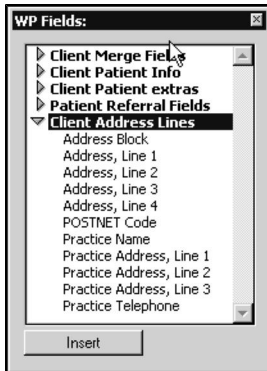 WP Fields:
Client Merge Fields
Client Patient Info
Client Patient extras
Patient Referral Fields
Client Address Lines
Address Block
Address, Line 1
Address, Line 2
Address, Line 3
Address, Line 4
POSTNET Code
Practice Name
Practice Address, Line 1
Practice Address, Line 2
Practice Address, Line 3
Practice Telephone
Insert